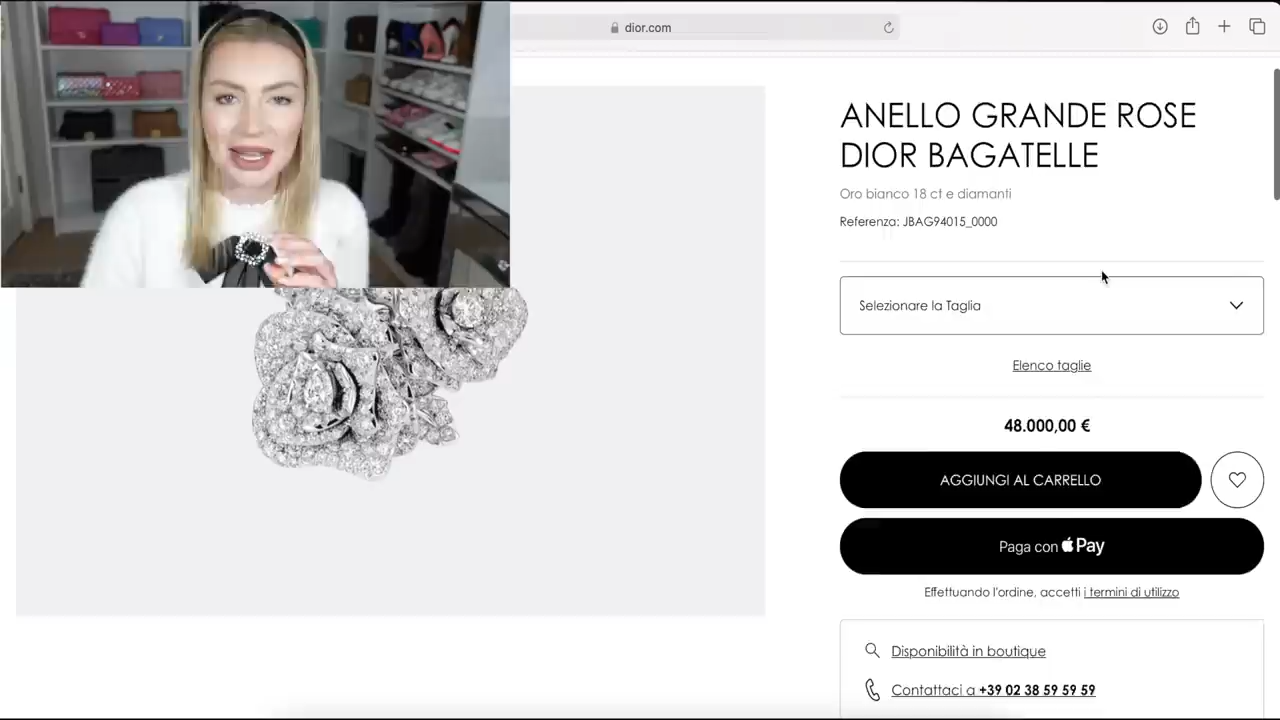 dior.com
ANELLO GRANDE ROSE
DIOR BAGATELLE
Oro bianco 18 ct e diamanti
Referenza: JBAG94015_0000
Selezionare la Taglia
Elenco taglie
48.000,00 €
AGGIUNGI AL CARRELLO
Paga con Pay
Effettuando l'ordine, accetti i termini di utilizzo
Disponibilità in boutique
Contattaci a +39 02 38 59 59 59